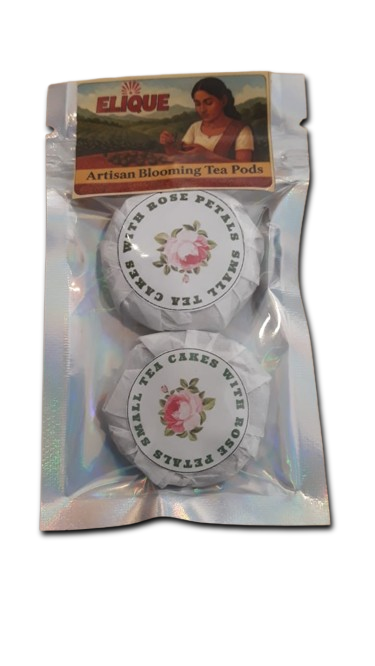 ELIQUE
Artisan Blooming Tea Pods
SMALL TEA CAKES WITH ROSE PETALS
SMALL TEA CAKES WITH ROSE PETALS